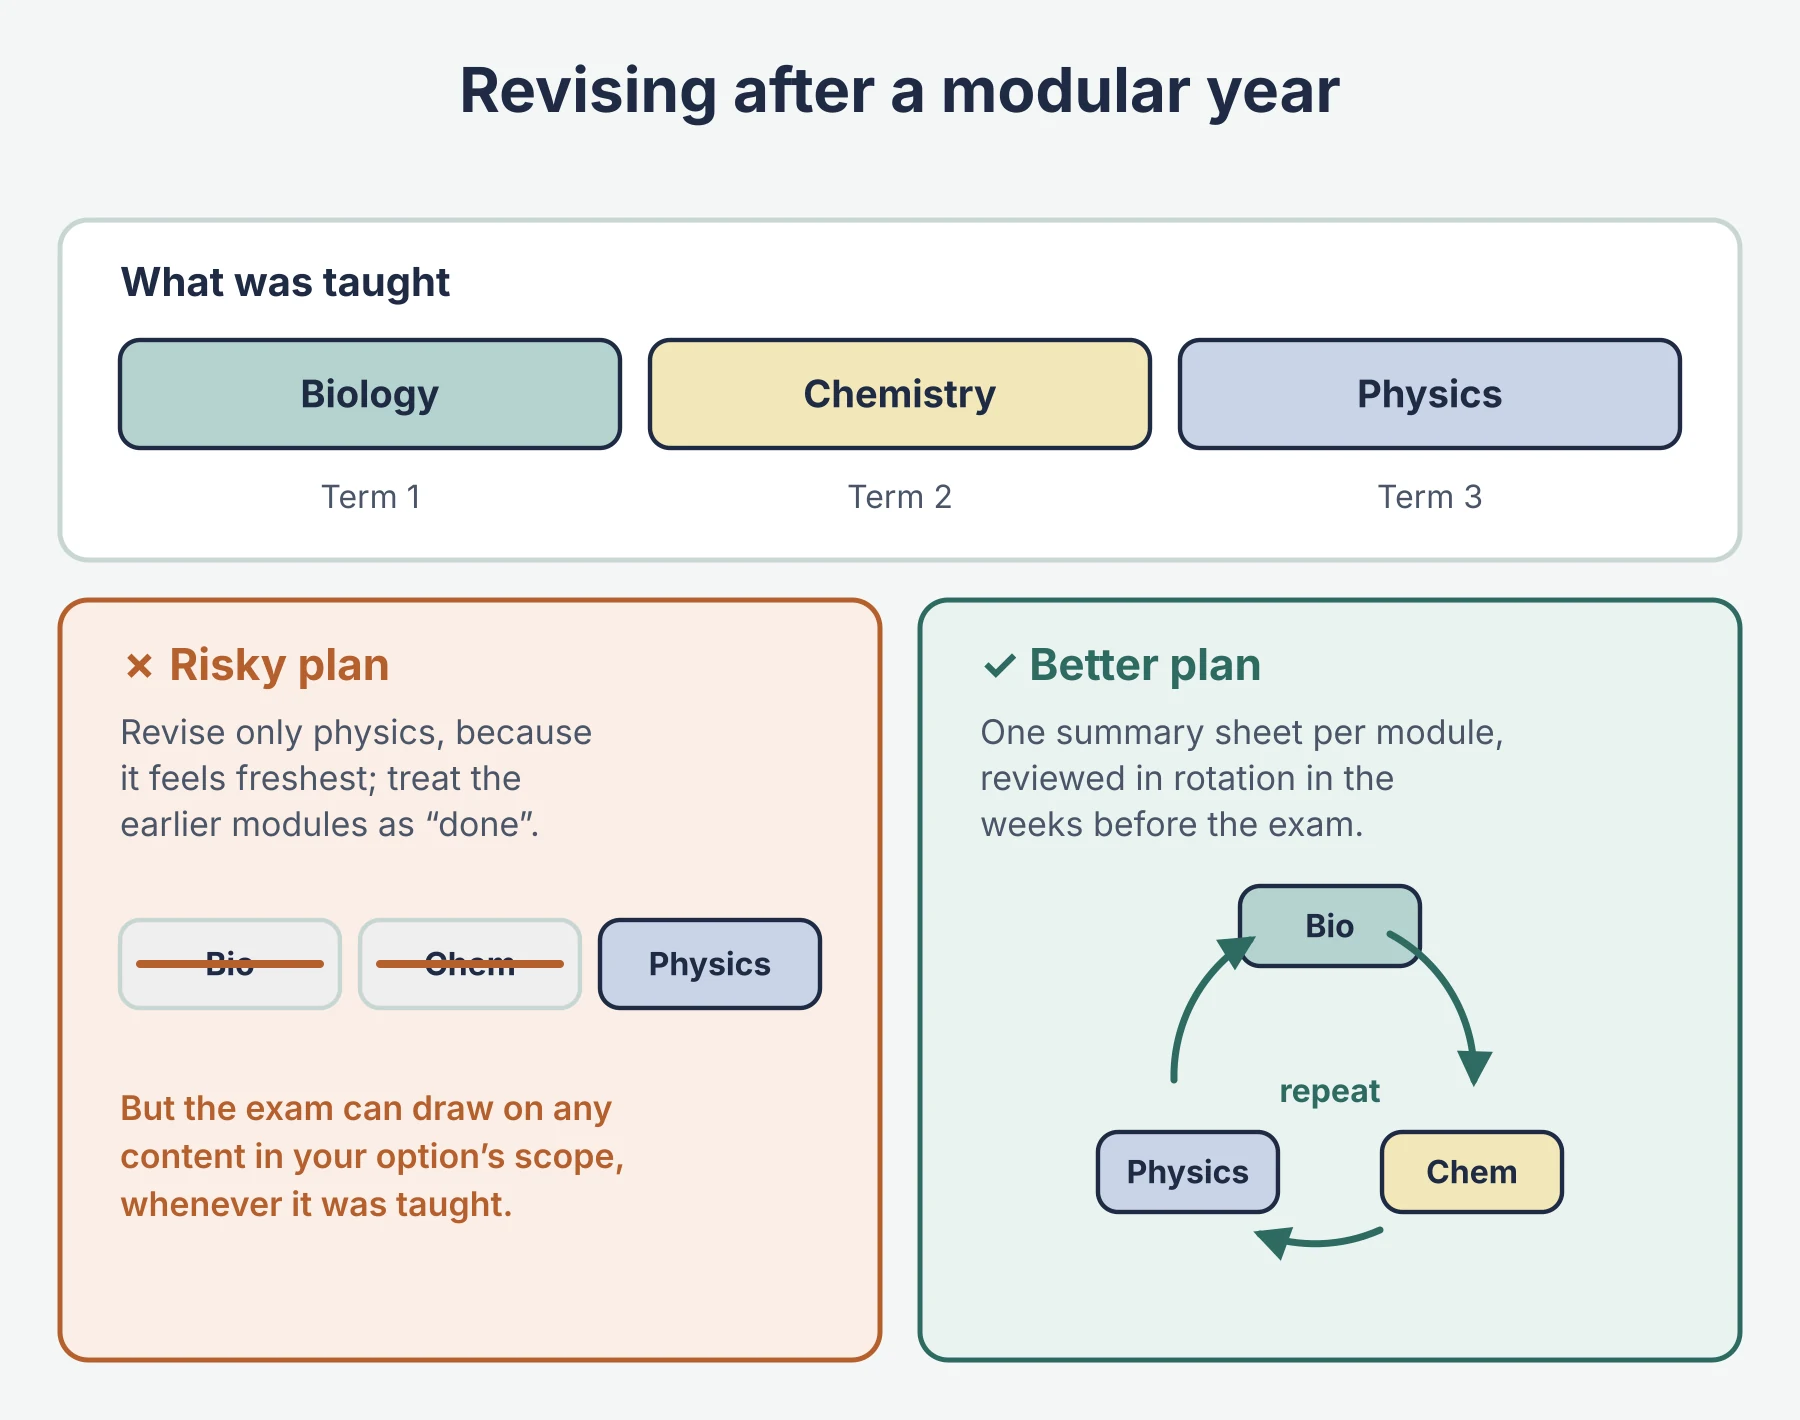 Revising after a modular year
What was taught
Biology
Chemistry
Physics
Term 1
Term 2
Term 3
× Risky plan
Revise only physics, because
it feels freshest; treat the
earlier modules as “done”.
Bio
Chem
Physics
But the exam can draw on any
content in your option’s scope,
whenever it was taught.
✓ Better plan
One summary sheet per module,
reviewed in rotation in the
weeks before the exam.
Bio
repeat
Physics
Chem